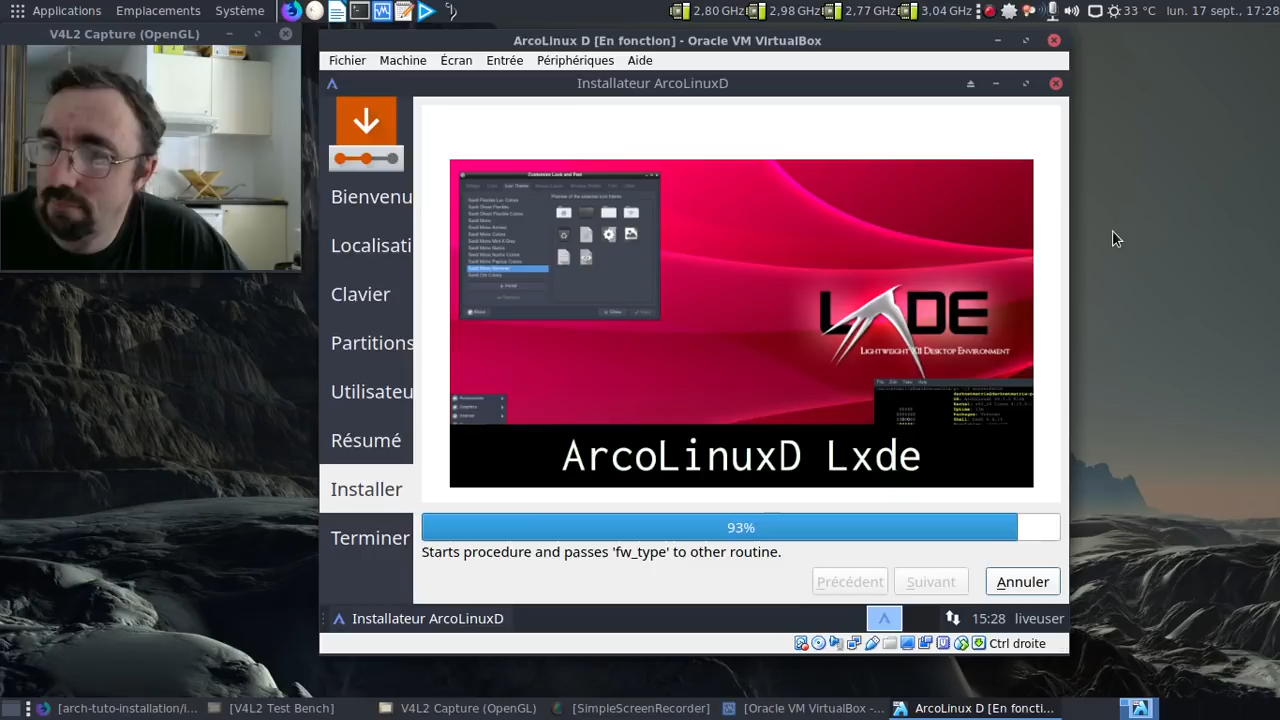 Applications Emplacements Système 2,80 GHz 2,98 GHz 2,77 GHz 3,04 GHz 33 °C lun. 17 sept., 17:28
V4L2 Capture (OpenGL)
ArcoLinux D [En fonction] - Oracle VM VirtualBox
Fichier Machine Écran Entrée Périphériques Aide
Installateur ArcoLinuxD
Bienvenu
Localisati
Clavier
Partitions
Utilisateu
Résumé
Installer
Terminer
Customize Look and Feel
LXDE
Lightweight X11 Desktop Environment
ArcoLinuxD Lxde
93%
Starts procedure and passes 'fw_type' to other routine.
Précédent Suivant Annuler
Installateur ArcoLinuxD 15:28 liveuser
Ctrl droite
[arch-tuto-installation/i... [V4L2 Test Bench] V4L2 Capture (OpenGL) [SimpleScreenRecorder] [Oracle VM VirtualBox -... ArcoLinux D [En foncti...